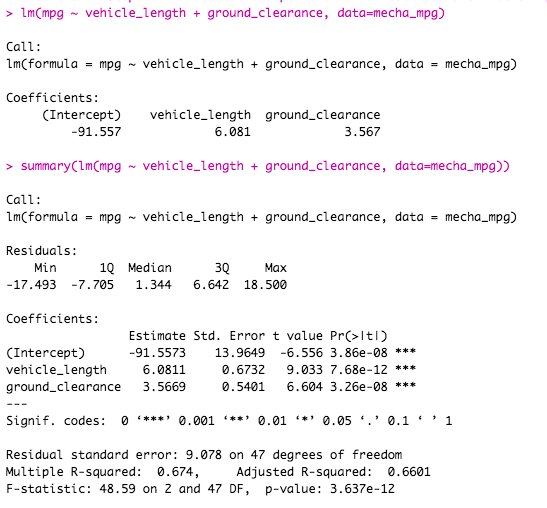 > lm(mpg ~ vehicle_length + ground_clearance, data=mecha_mpg)
Call:
lm(formula = mpg ~ vehicle_length + ground_clearance, data = mecha_mpg)
Coefficients:
(Intercept) vehicle_length ground_clearance
-91.557 6.081 3.567
> summary(lm(mpg ~ vehicle_length + ground_clearance, data=mecha_mpg))
Call:
lm(formula = mpg ~ vehicle_length + ground_clearance, data = mecha_mpg)
Residuals:
Min 1Q Median 3Q Max
-17.493 -7.705 1.344 6.642 18.500
Coefficients:
Estimate Std. Error t value Pr(>|t|)
(Intercept) -91.5573 13.9649 -6.556 3.86e-08 ***
vehicle_length 6.0811 0.6732 9.033 7.68e-12 ***
ground_clearance 3.5669 0.5401 6.604 3.26e-08 ***
---
Signif. codes: 0 ‘***’ 0.001 ‘**’ 0.01 ‘*’ 0.05 ‘.’ 0.1 ‘ ’ 1
Residual standard error: 9.078 on 47 degrees of freedom
Multiple R-squared: 0.674, Adjusted R-squared: 0.6601
F-statistic: 48.59 on 2 and 47 DF, p-value: 3.637e-12